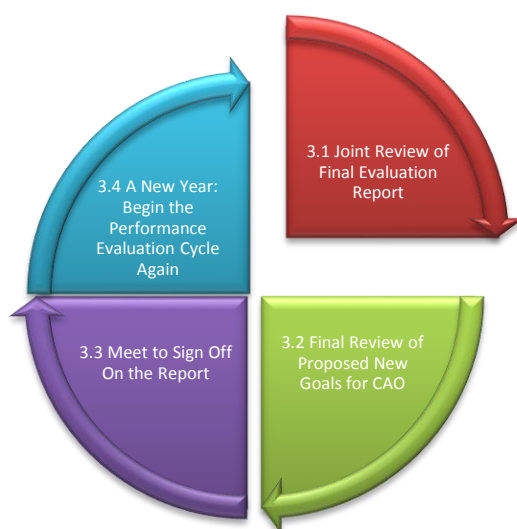 3.1 Joint Review of
Final Evaluation
Report
3.2 Final Review of
Proposed New
Goals for CAO
3.3 Meet to Sign Off
On the Report
3.4 A New Year:
Begin the
Performance
Evaluation Cycle
Again